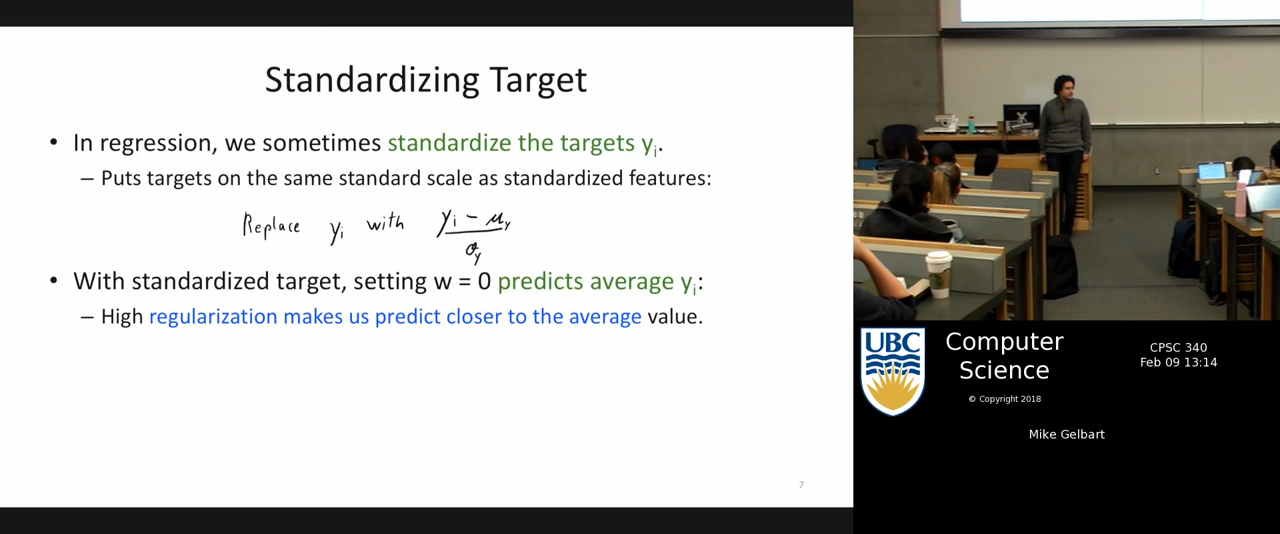 Standardizing Target
• In regression, we sometimes standardize the targets yᵢ.
– Puts targets on the same standard scale as standardized features:
Replace yᵢ with (yᵢ − μᵧ) / σᵧ
• With standardized target, setting w = 0 predicts average yᵢ:
– High regularization makes us predict closer to the average value.
7
UBC
Computer
Science
© Copyright 2018
CPSC 340
Feb 09 13:14
Mike Gelbart